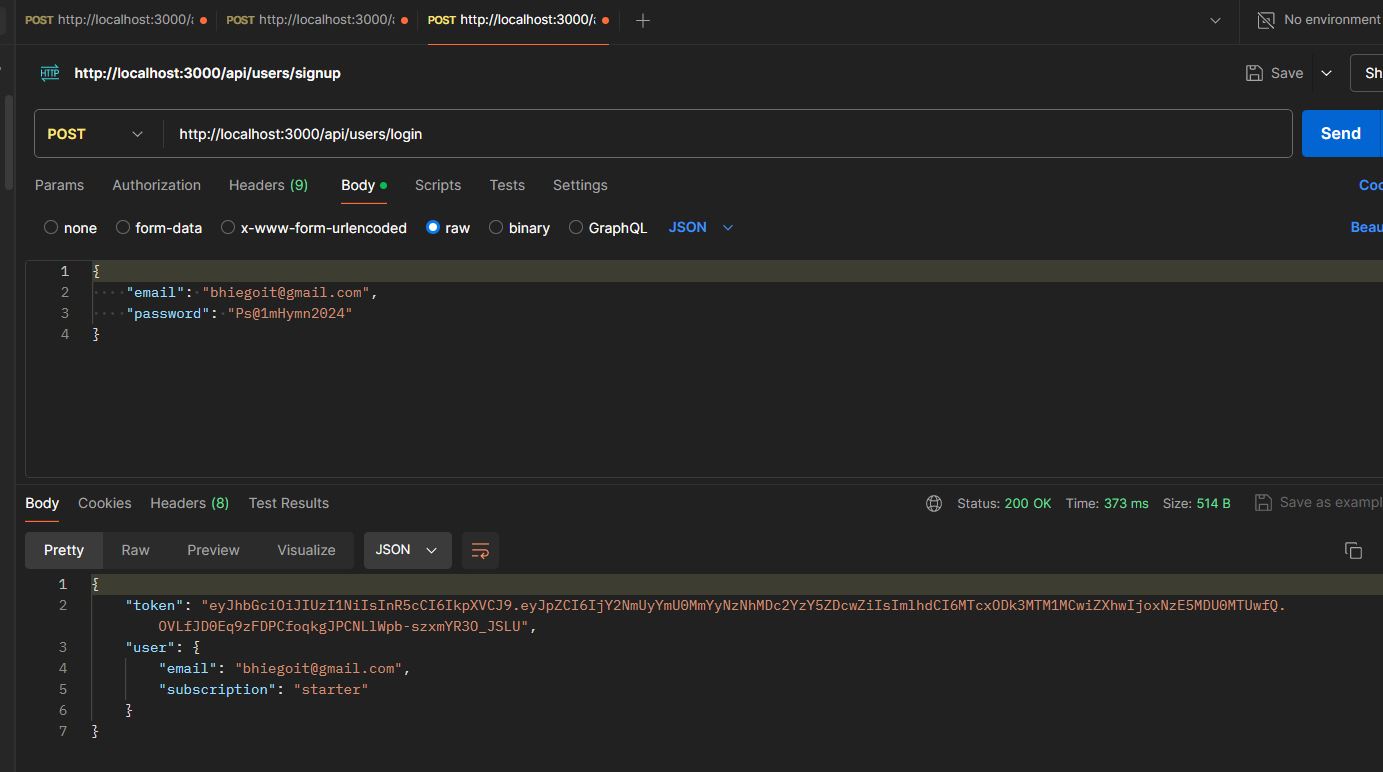 POST http://localhost:3000/a POST http://localhost:3000/a POST http://localhost:3000/a No environment
HTTP http://localhost:3000/api/users/signup Save Sh
POST http://localhost:3000/api/users/login Send
Params Authorization Headers (9) Body Scripts Tests Settings Coo
none form-data x-www-form-urlencoded raw binary GraphQL JSON Beau
1 {
2 "email": "bhiegoit@gmail.com",
3 "password": "Ps@1mHymn2024"
4 }
Body Cookies Headers (8) Test Results Status: 200 OK Time: 373 ms Size: 514 B Save as exampl
Pretty Raw Preview Visualize JSON
1 {
2 "token": "eyJhbGciOiJIUzI1NiIsInR5cCI6IkpXVCJ9.eyJpZCI6IjY2NmUyYmU0MmYyNzNhMDc2YzY5ZDcwZiIsImlhdCI6MTcxODk3MTM1MCwiZXhwIjoxNzE5MDU0MTUwfQ.
OVLfJD0Eq9zFDPCfoqkgJPCNLlWpb-szxmYR3O_JSLU",
3 "user": {
4 "email": "bhiegoit@gmail.com",
5 "subscription": "starter"
6 }
7 }